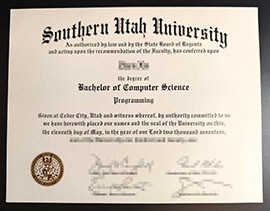 Southern Utah University
As authorized by law and by the State Board of Regents
and acting upon the recommendation of the Faculty, has conferred upon
the degree of
Bachelor of Computer Science
Programming
Given at Cedar City, Utah and witness whereof, by authority committed to us
we have herewith placed our names and the seal of the University on this,
the eleventh day of May, in the year of our Lord two thousand seventeen,